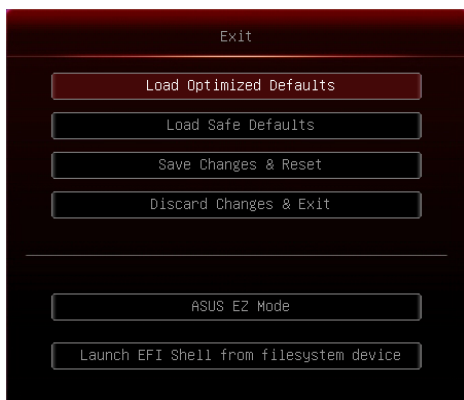 Exit
Load Optimized Defaults
Load Safe Defaults
Save Changes & Reset
Discard Changes & Exit
ASUS EZ Mode
Launch EFI Shell from filesystem device